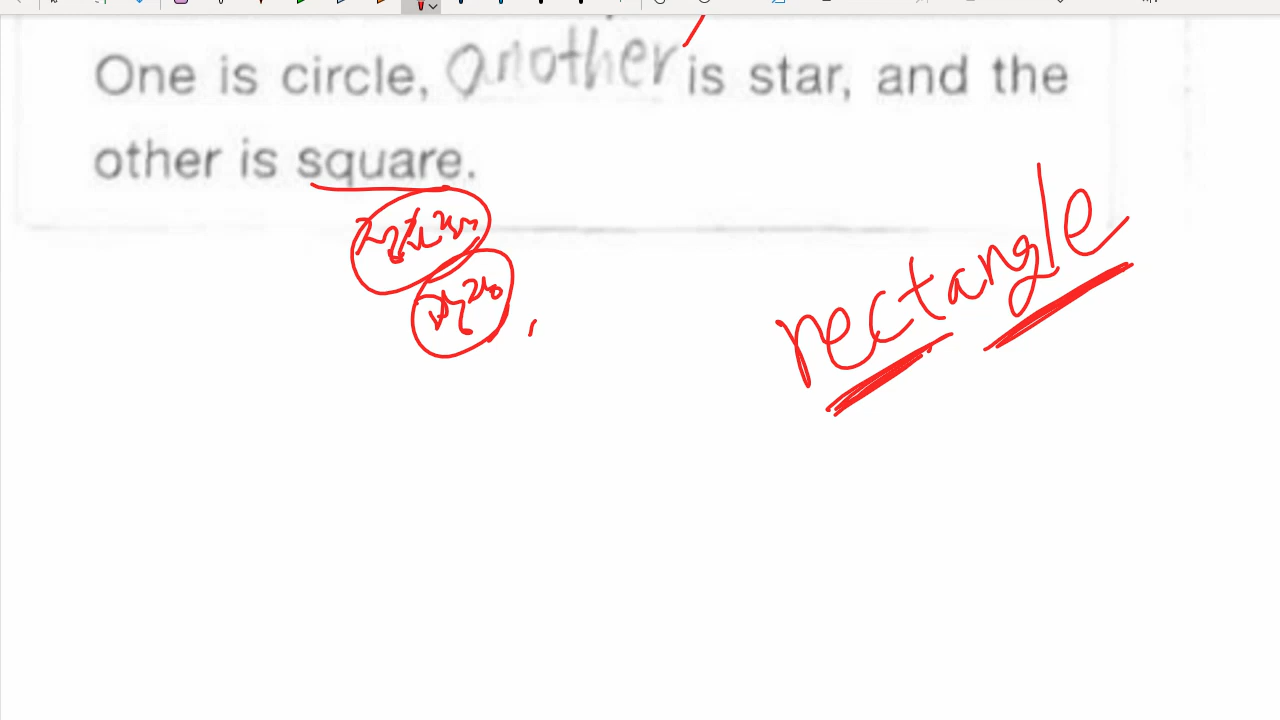 One is circle, another is star, and the
other is square.
rectangle